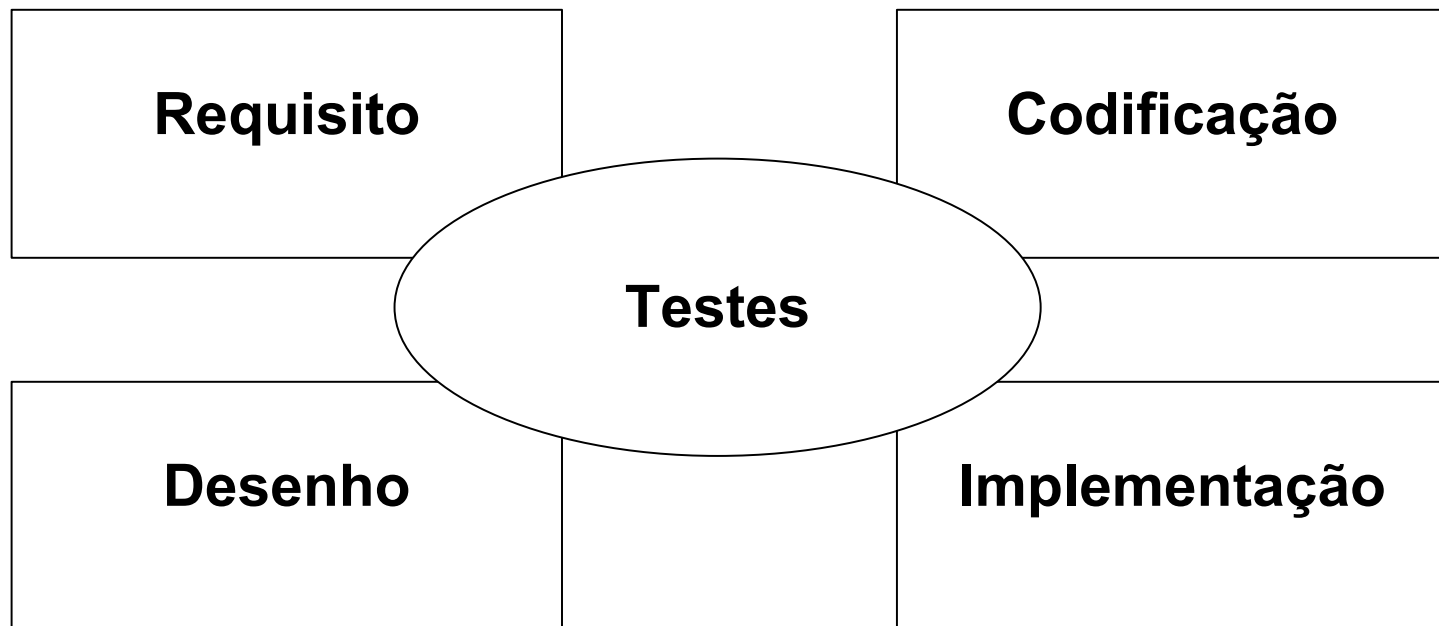 Requisito
Codificação
Testes
Desenho
Implementação